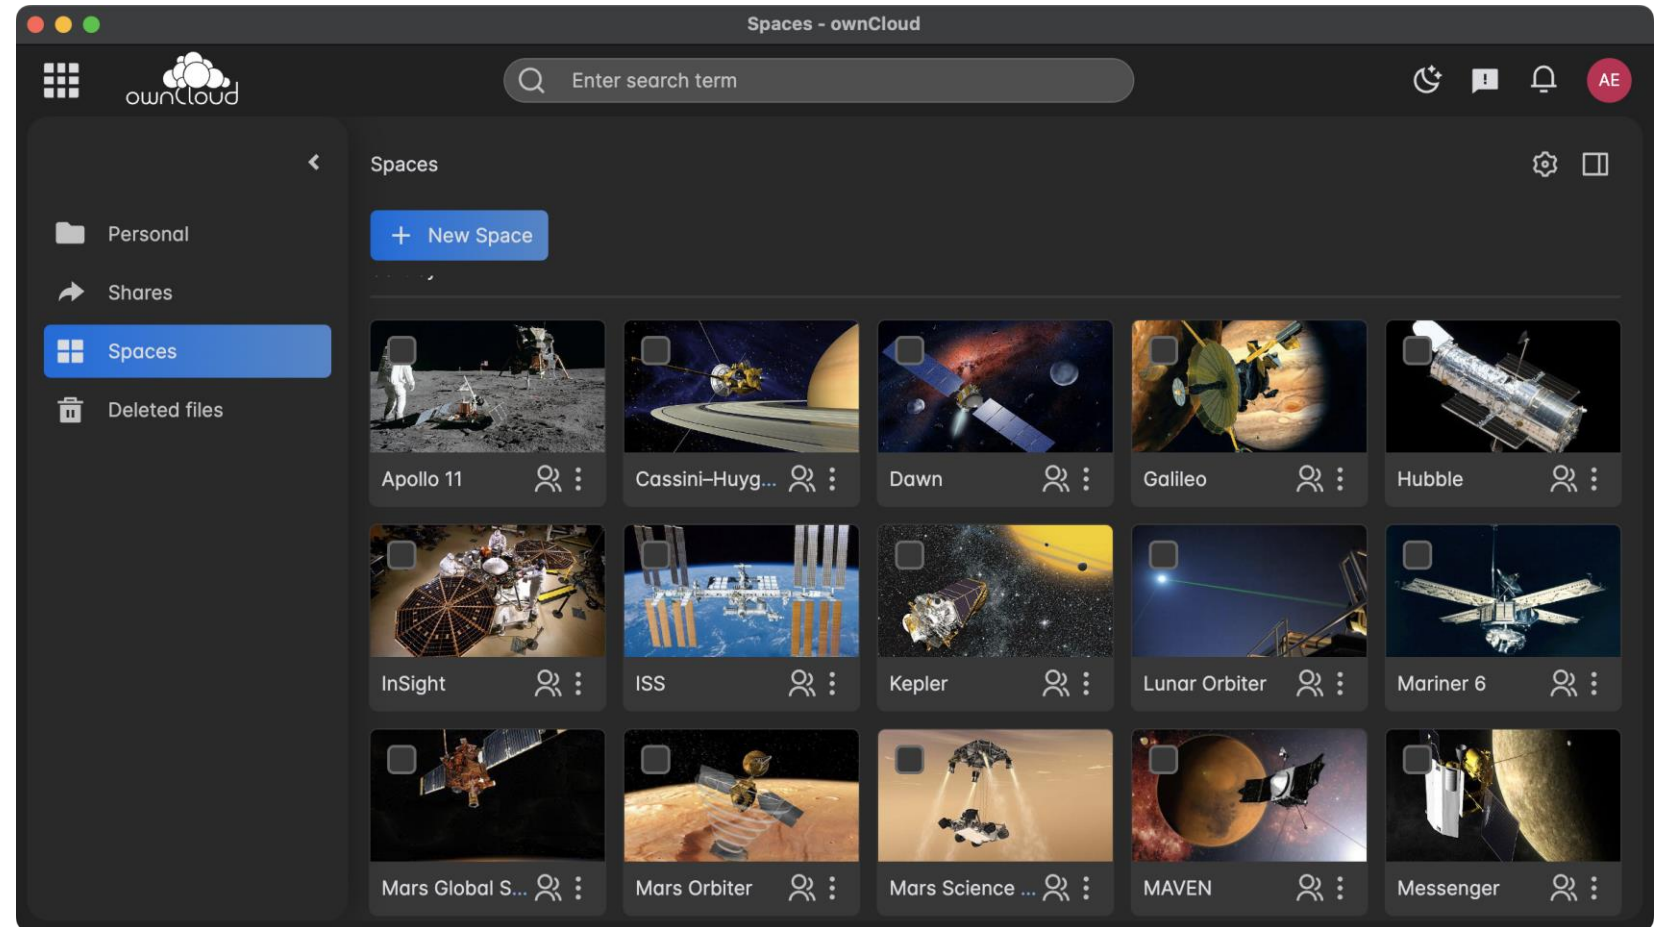 Spaces - ownCloud
ownCloud
Enter search term
AE
Spaces
Personal
New Space
Shares
Spaces
Deleted files
Apollo 11
Cassini–Huyg...
Dawn
Galileo
Hubble
InSight
ISS
Kepler
Lunar Orbiter
Mariner 6
Mars Global S...
Mars Orbiter
Mars Science ...
MAVEN
Messenger